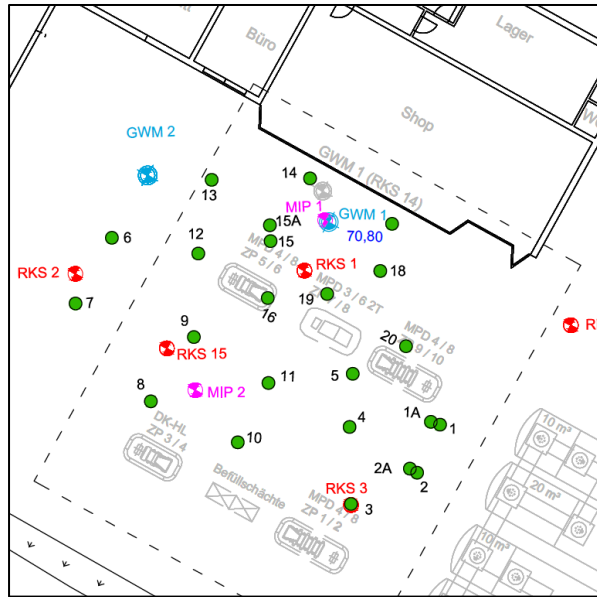 Büro
Lager
Shop
GWM 2
GWM 1 (RKS 14)
14
13
MIP 1
GWM 1
15A
70,80
6
12
15
MPD 4 / 8
ZP 5 / 6
RKS 2
RKS 1
18
7
16
19
MPD 3 / 6 2T
/ 8
R
9
RKS 15
20
MPD 4 / 8
9 / 10
5
8
MIP 2
11
1A
1
4
DK-HL
ZP 3 / 4
10
10 m³
2A
2
Befüllschächte
RKS 3
3
MPD 4 / 8
ZP 1 / 2
20 m³
10 m³